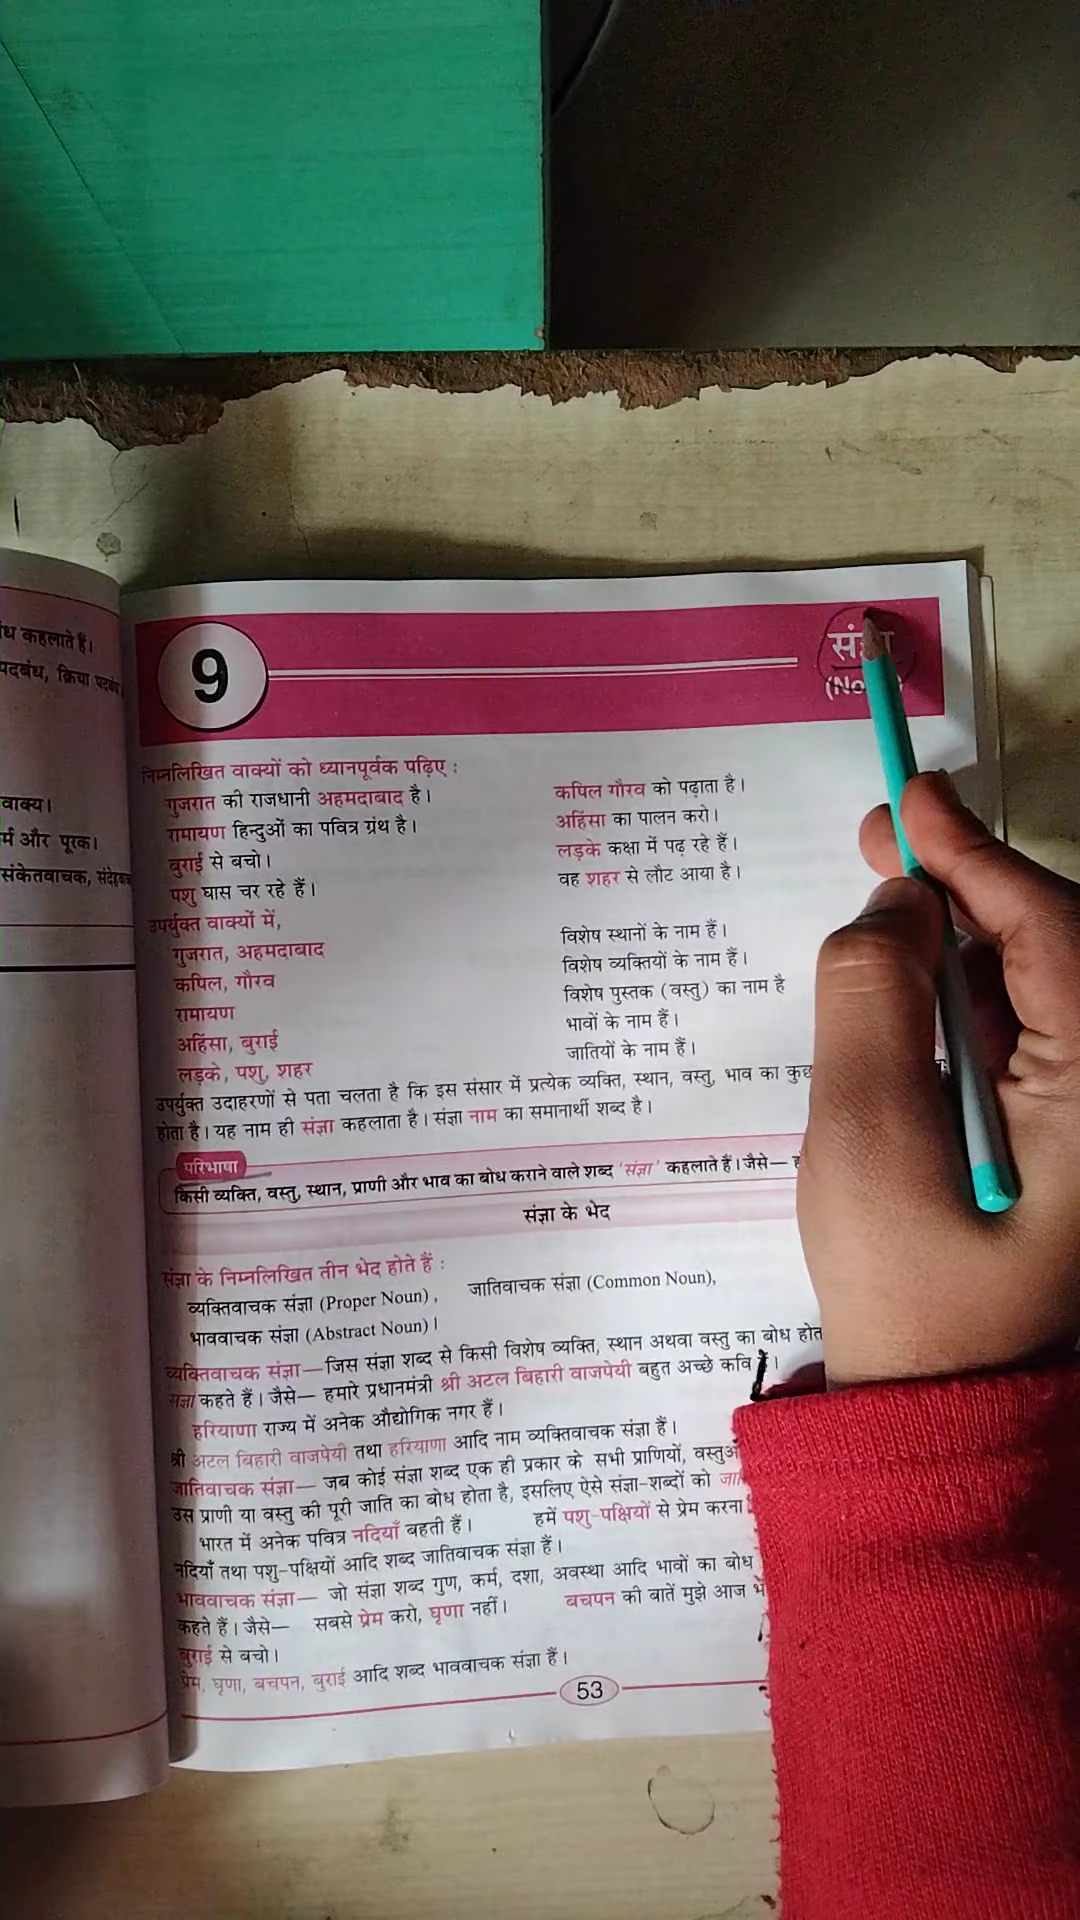 ंध कहलाते हैं।
पदबंध, क्रिया पदबंध
वाक्य।
र्म और पूरक।
संकेतवाचक,
9
संज्ञा
निम्नलिखित वाक्यों को ध्यानपूर्वक पढ़िए :
गुजरात की राजधानी अहमदाबाद है।
कपिल गौरव को पढ़ाता है।
रामायण हिन्दुओं का पवित्र ग्रंथ है।
अहिंसा का पालन करो।
बुराई से बचो।
लड़के कक्षा में पढ़ रहे हैं।
पशु घास चर रहे हैं।
वह शहर से लौट आया है।
उपर्युक्त वाक्यों में,
गुजरात, अहमदाबाद
विशेष स्थानों के नाम हैं।
कपिल, गौरव
विशेष व्यक्तियों के नाम हैं।
रामायण
विशेष पुस्तक (वस्तु) का नाम है
अहिंसा, बुराई
भावों के नाम हैं।
लड़के, पशु, शहर
जातियों के नाम हैं।
उपर्युक्त उदाहरणों से पता चलता है कि इस संसार में प्रत्येक व्यक्ति, स्थान, वस्तु, भाव का कुछ
होता है। यह नाम ही संज्ञा कहलाता है। संज्ञा नाम का समानार्थी शब्द है।
परिभाषा
किसी व्यक्ति, वस्तु, स्थान, प्राणी और भाव का बोध कराने वाले शब्द 'संज्ञा' कहलाते हैं। जैसे—
संज्ञा के भेद
संज्ञा के निम्नलिखित तीन भेद होते हैं :
व्यक्तिवाचक संज्ञा (Proper Noun), जातिवाचक संज्ञा (Common Noun),
भाववाचक संज्ञा (Abstract Noun)।
व्यक्तिवाचक संज्ञा—जिस संज्ञा शब्द से किसी विशेष व्यक्ति, स्थान अथवा वस्तु का बोध होत
संज्ञा कहते हैं। जैसे— हमारे प्रधानमंत्री श्री अटल बिहारी वाजपेयी बहुत अच्छे कवि हैं।
हरियाणा राज्य में अनेक औद्योगिक नगर हैं।
श्री अटल बिहारी वाजपेयी तथा हरियाणा आदि नाम व्यक्तिवाचक संज्ञा हैं।
जातिवाचक संज्ञा— जब कोई संज्ञा शब्द एक ही प्रकार के सभी प्राणियों,
उस प्राणी या वस्तु की पूरी जाति का बोध होता है, इसलिए ऐसे संज्ञा-शब्दों को
भारत में अनेक पवित्र नदियाँ बहती हैं। हमें पशु-पक्षियों से प्रेम करना
नदियाँ तथा पशु-पक्षियों आदि शब्द जातिवाचक संज्ञा हैं।
भाववाचक संज्ञा— जो संज्ञा शब्द गुण, कर्म, दशा, अवस्था आदि भावों का बोध
कहते हैं। जैसे— सबसे प्रेम करो, घृणा नहीं। बचपन की बातें मुझे आज
बुराई से बचो।
प्रेम, घृणा, बचपन, बुराई आदि शब्द भाववाचक संज्ञा हैं।
53